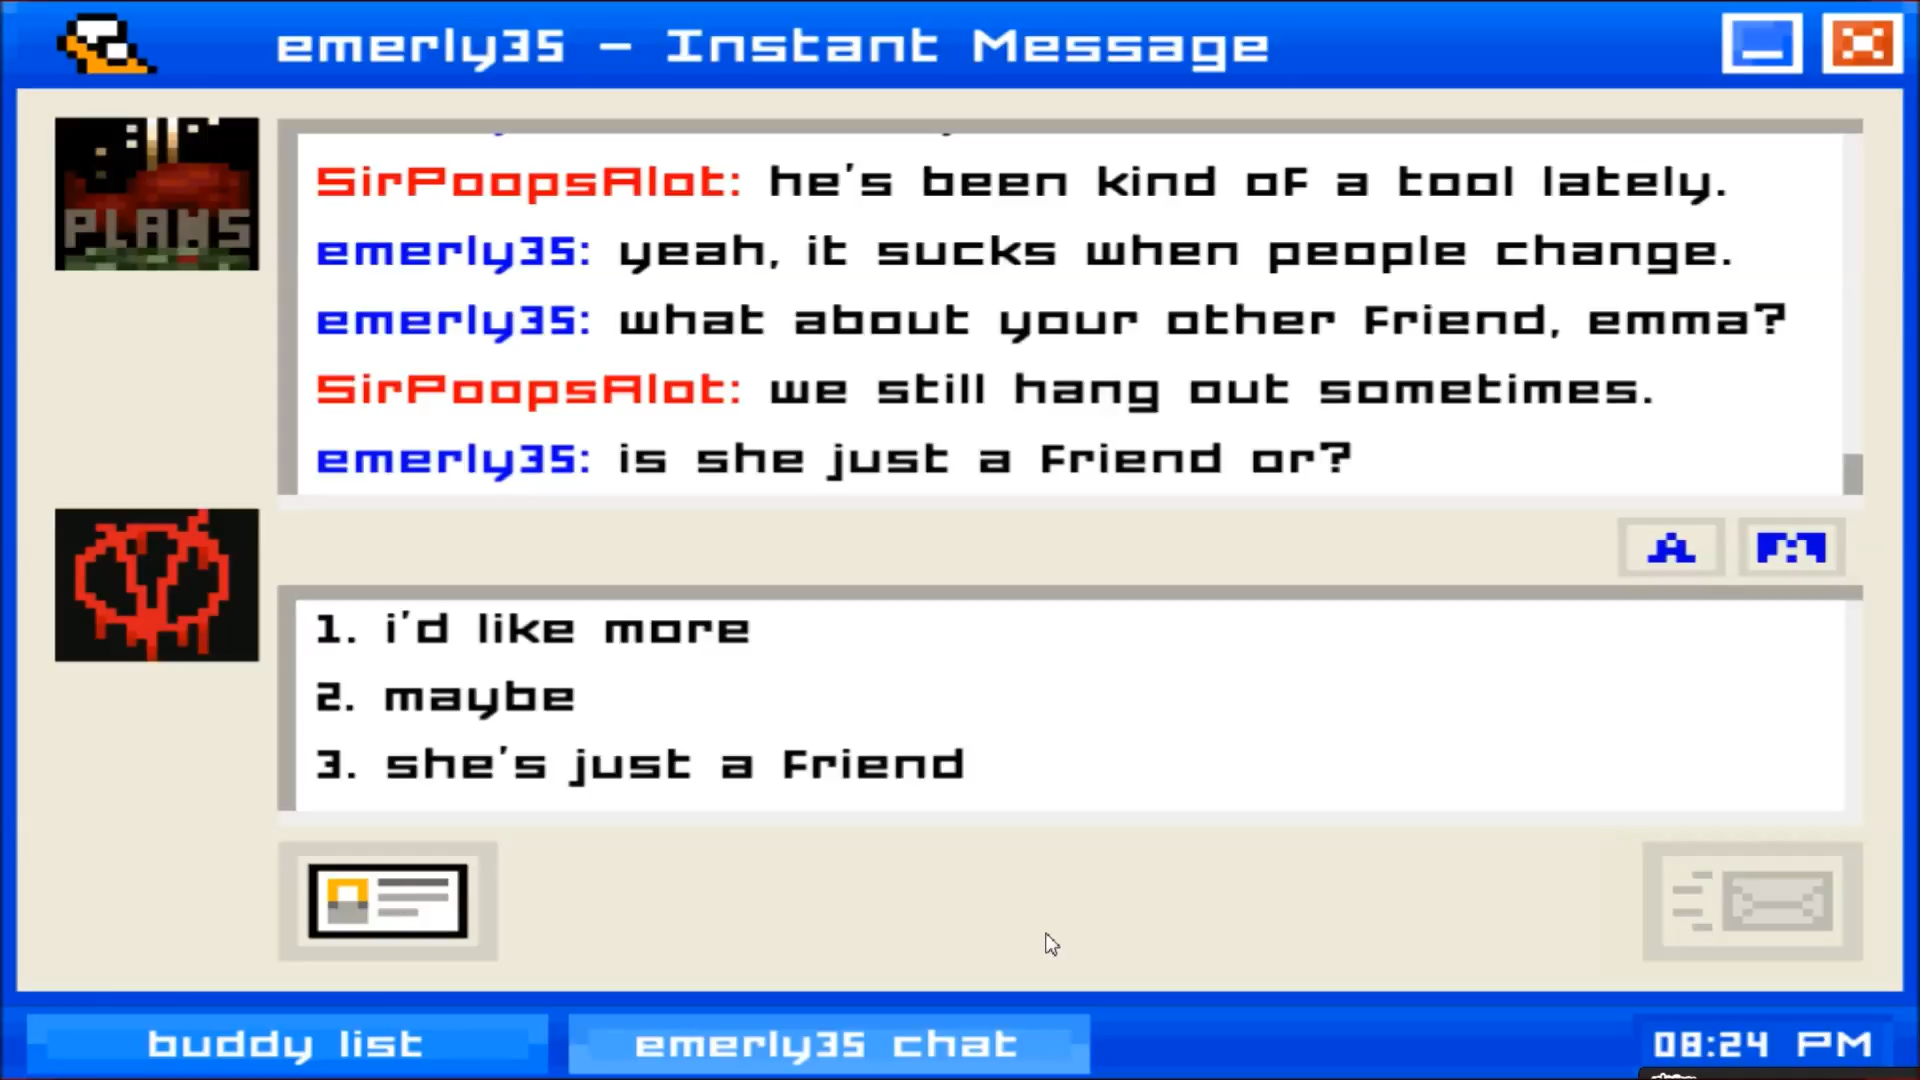 emerly35 - Instant Message
PLANS
SirPoopsAlot: he's been kind of a tool lately.
emerly35: yeah, it sucks when people change.
emerly35: what about your other friend, emma?
SirPoopsAlot: we still hang out sometimes.
emerly35: is she just a friend or?
A
A
1. i'd like more
2. maybe
3. she's just a friend
buddy list
emerly35 chat
08:24 PM